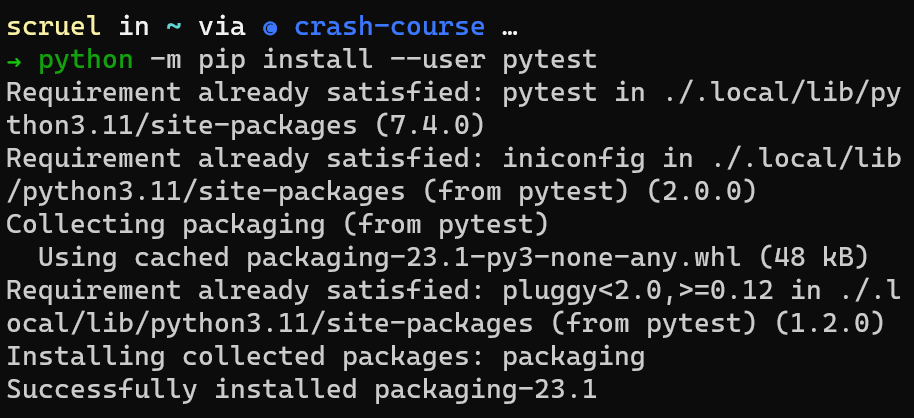 scruel in ~ via © crash-course …
→ python -m pip install --user pytest
Requirement already satisfied: pytest in ./.local/lib/py
thon3.11/site-packages (7.4.0)
Requirement already satisfied: iniconfig in ./.local/lib
/python3.11/site-packages (from pytest) (2.0.0)
Collecting packaging (from pytest)
  Using cached packaging-23.1-py3-none-any.whl (48 kB)
Requirement already satisfied: pluggy<2.0,>=0.12 in ./.l
ocal/lib/python3.11/site-packages (from pytest) (1.2.0)
Installing collected packages: packaging
Successfully installed packaging-23.1